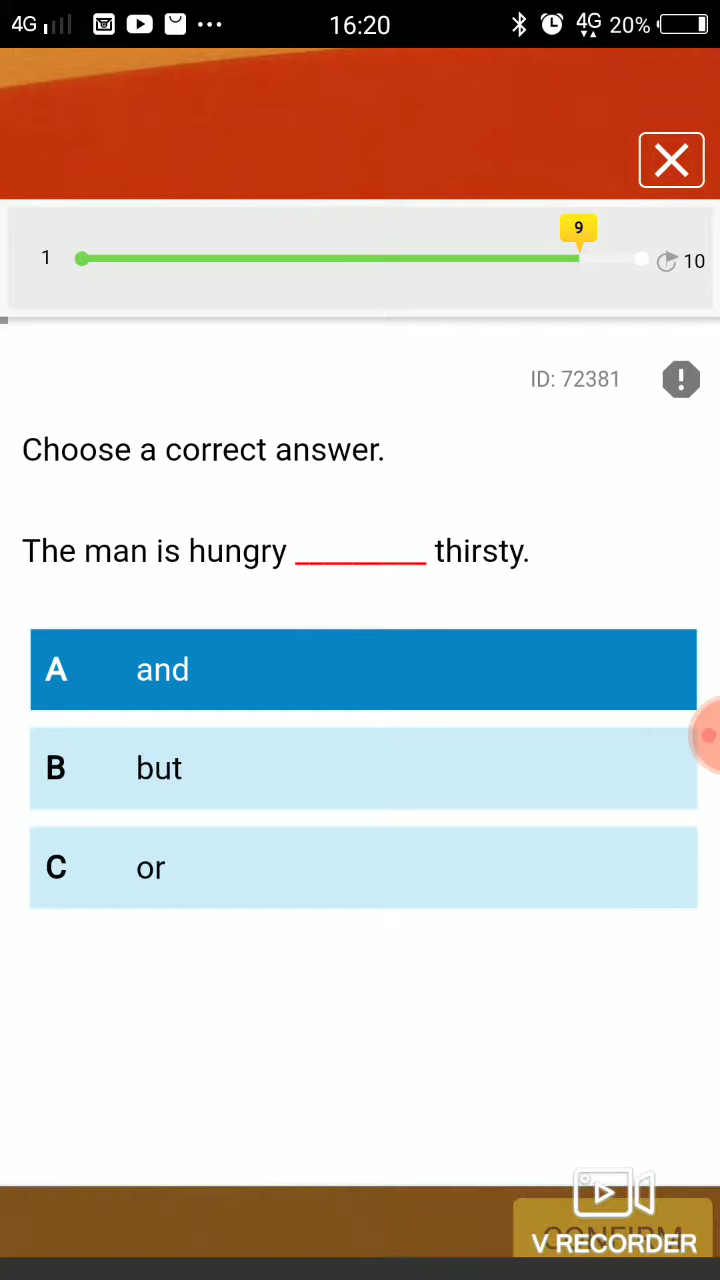 4G 16:20 4G 20%
9
1 10
ID: 72381
Choose a correct answer.
The man is hungry ________ thirsty.
A and
B but
C or
CONFIRM
V RECORDER